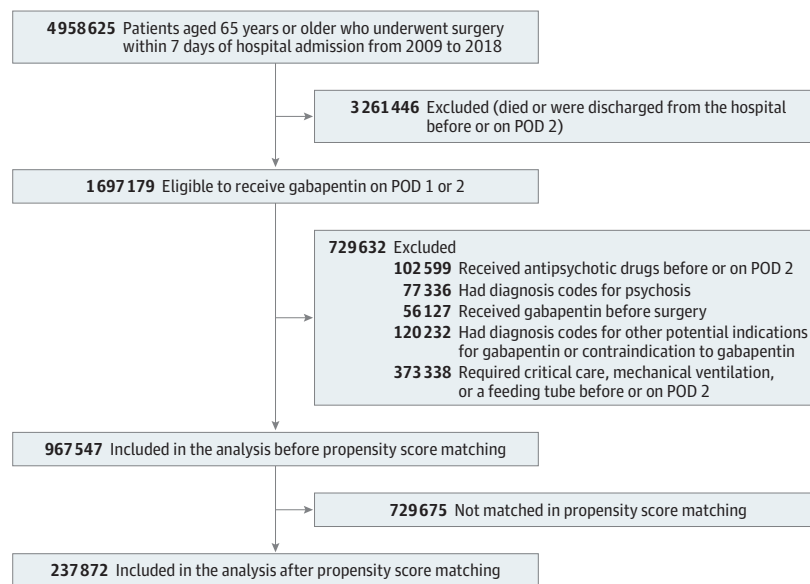 4958625 Patients aged 65 years or older who underwent surgery
within 7 days of hospital admission from 2009 to 2018
3261446 Excluded (died or were discharged from the hospital
before or on POD 2)
1697179 Eligible to receive gabapentin on POD 1 or 2
729632 Excluded
102599 Received antipsychotic drugs before or on POD 2
77336 Had diagnosis codes for psychosis
56127 Received gabapentin before surgery
120232 Had diagnosis codes for other potential indications
for gabapentin or contraindication to gabapentin
373338 Required critical care, mechanical ventilation,
or a feeding tube before or on POD 2
967547 Included in the analysis before propensity score matching
729675 Not matched in propensity score matching
237872 Included in the analysis after propensity score matching